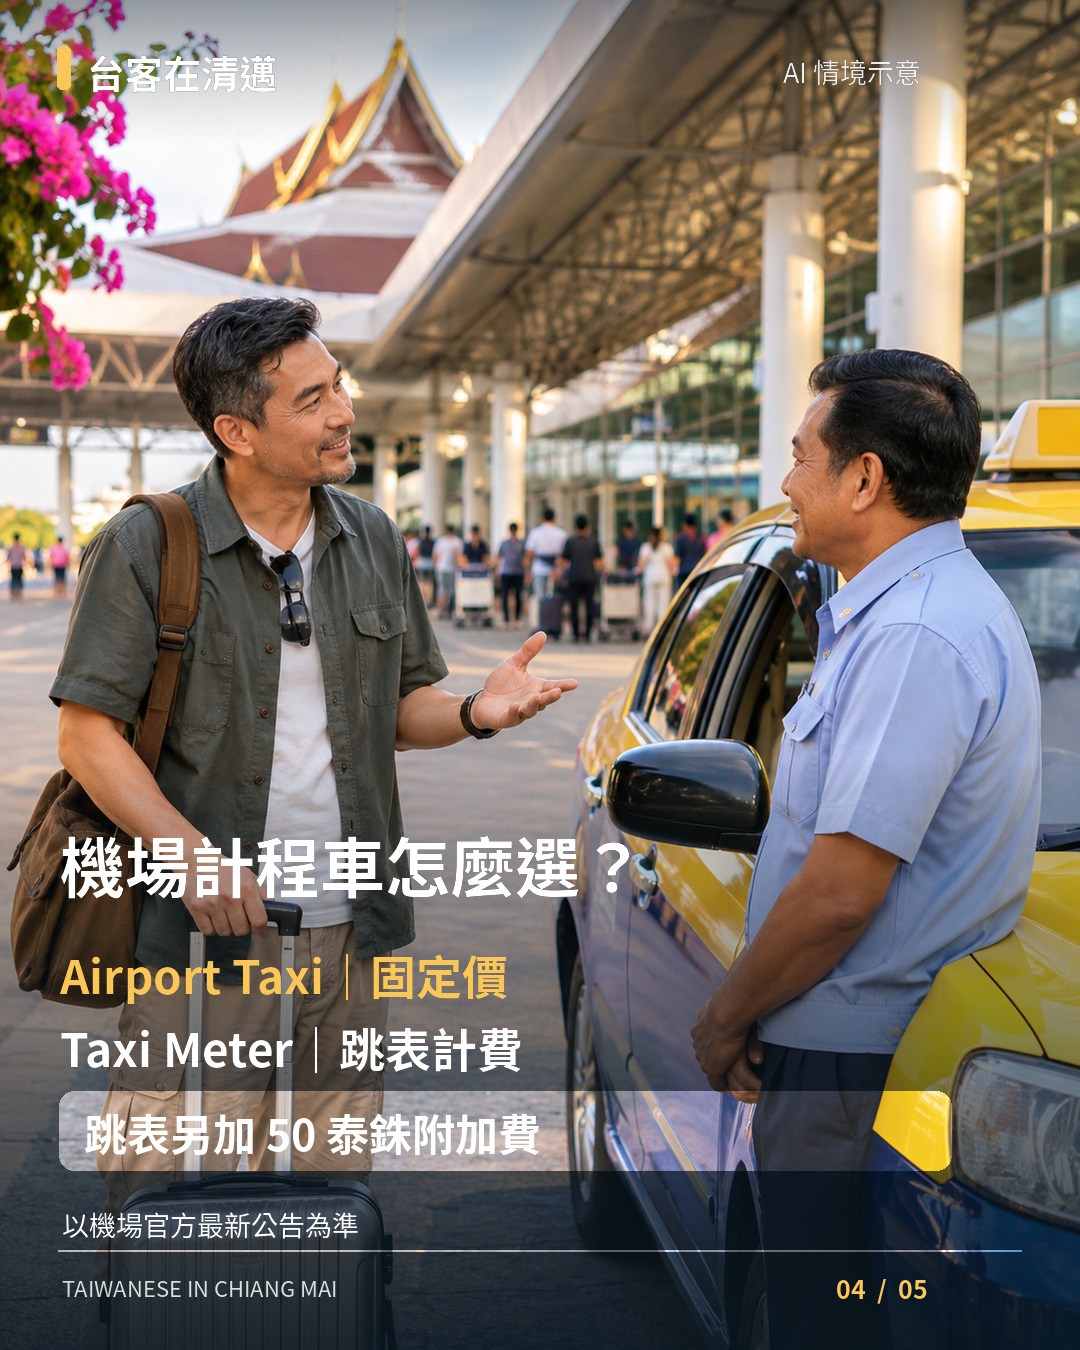 台客在清邁
AI 情境示意
機場計程車怎麼選？
Airport Taxi｜固定價
Taxi Meter｜跳表計費
跳表另加 50 泰銖附加費
以機場官方最新公告為準
TAIWANESE IN CHIANG MAI
04 / 05